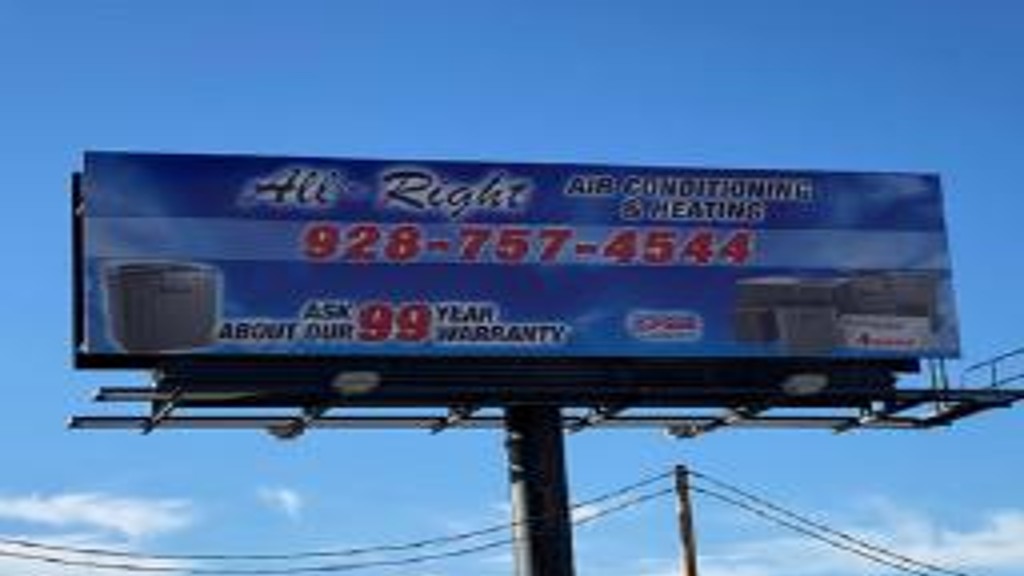 All Right AIR CONDITIONING
& HEATING
928-757-4544
ASK 99 YEAR
ABOUT OUR WARRANTY